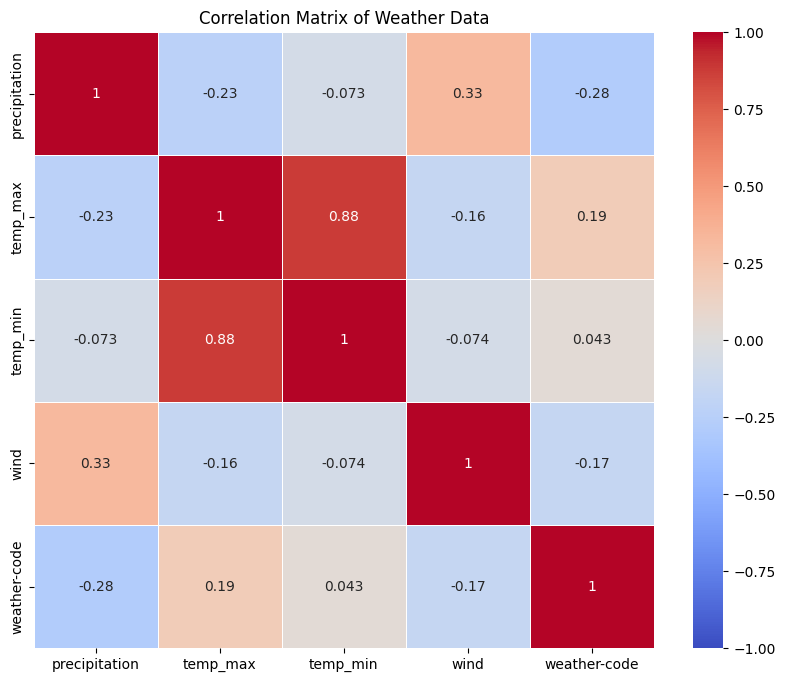 Correlation Matrix of Weather Data
precipitation 1 -0.23 -0.073 0.33 -0.28
temp_max -0.23 1 0.88 -0.16 0.19
temp_min -0.073 0.88 1 -0.074 0.043
wind 0.33 -0.16 -0.074 1 -0.17
weather-code -0.28 0.19 0.043 -0.17 1
precipitation temp_max temp_min wind weather-code
1.00
0.75
0.50
0.25
0.00
-0.25
-0.50
-0.75
-1.00